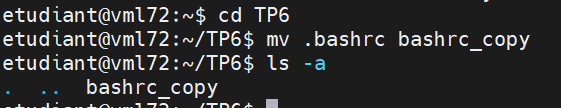 etudiant@vml72:~$ cd TP6
etudiant@vml72:~/TP6$ mv .bashrc bashrc_copy
etudiant@vml72:~/TP6$ ls -a
.  ..  bashrc_copy
etudiant@vml72:~/TP6$